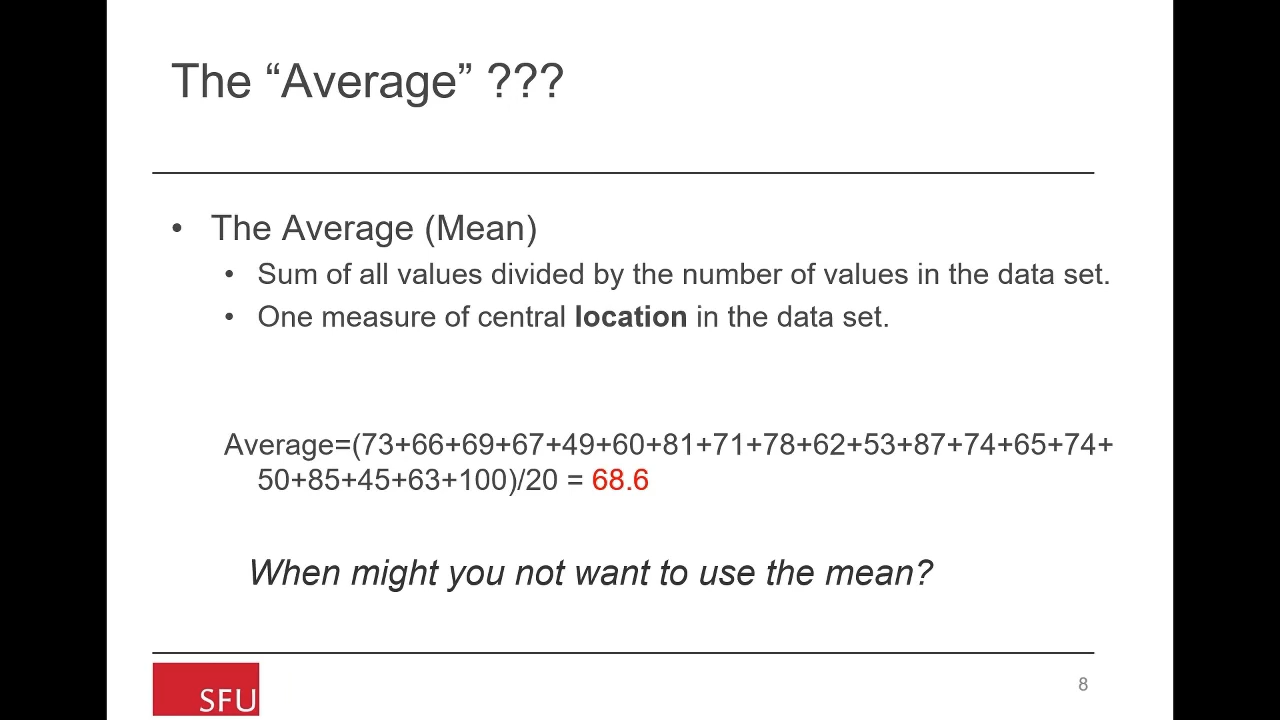 The “Average” ???
• The Average (Mean)
• Sum of all values divided by the number of values in the data set.
• One measure of central location in the data set.
Average=(73+66+69+67+49+60+81+71+78+62+53+87+74+65+74+
50+85+45+63+100)/20 = 68.6
When might you not want to use the mean?
SFU
8